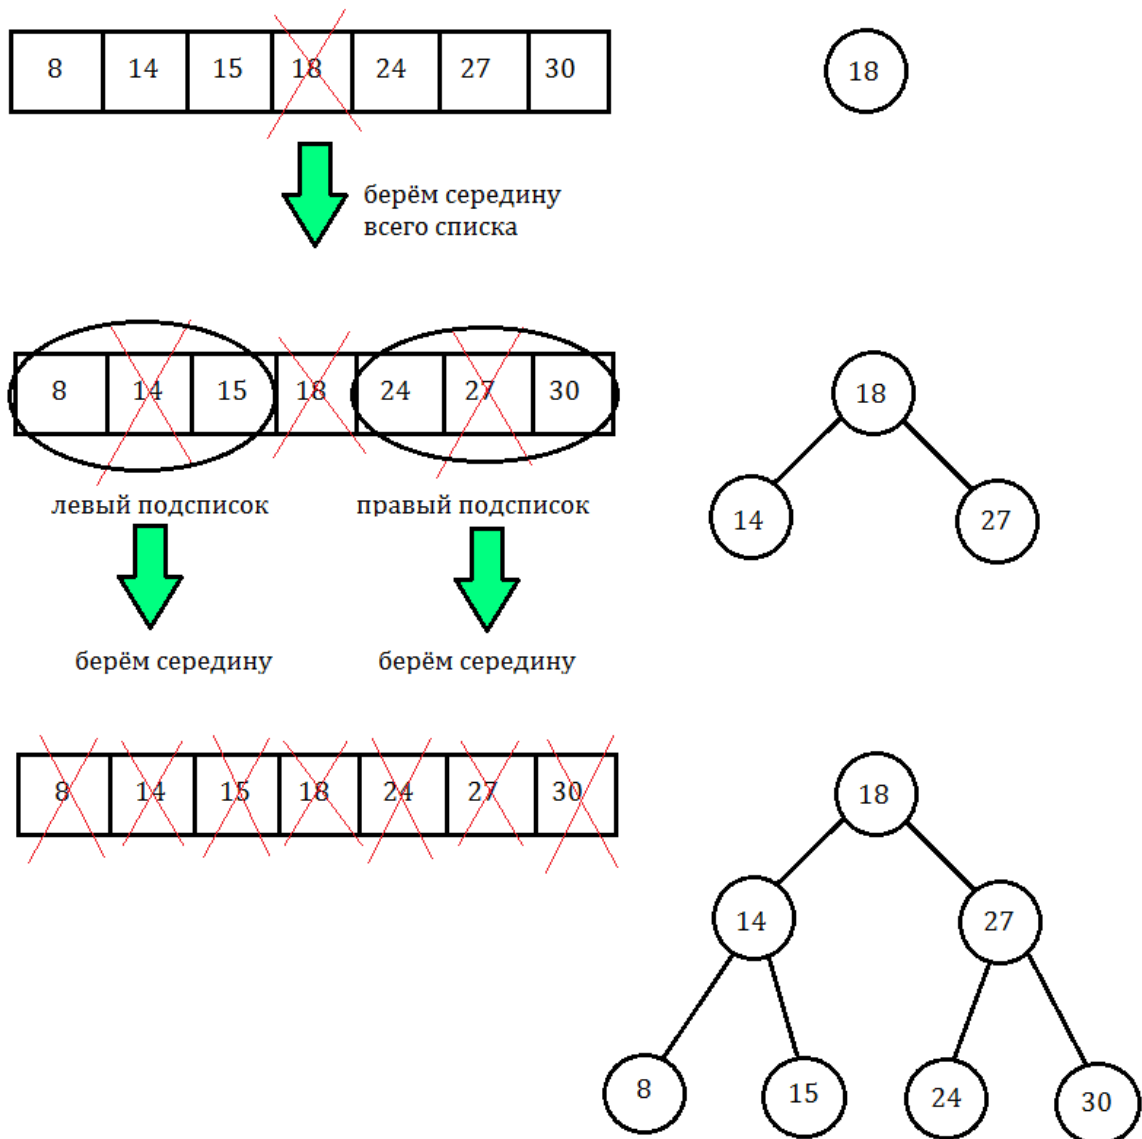 8 14 15 18 24 27 30
18
берём середину
всего списка
8 14 15 18 24 27 30
18
14 27
левый подсписок правый подсписок
берём середину берём середину
8 14 15 18 24 27 30
18
14 27
8 15 24 30